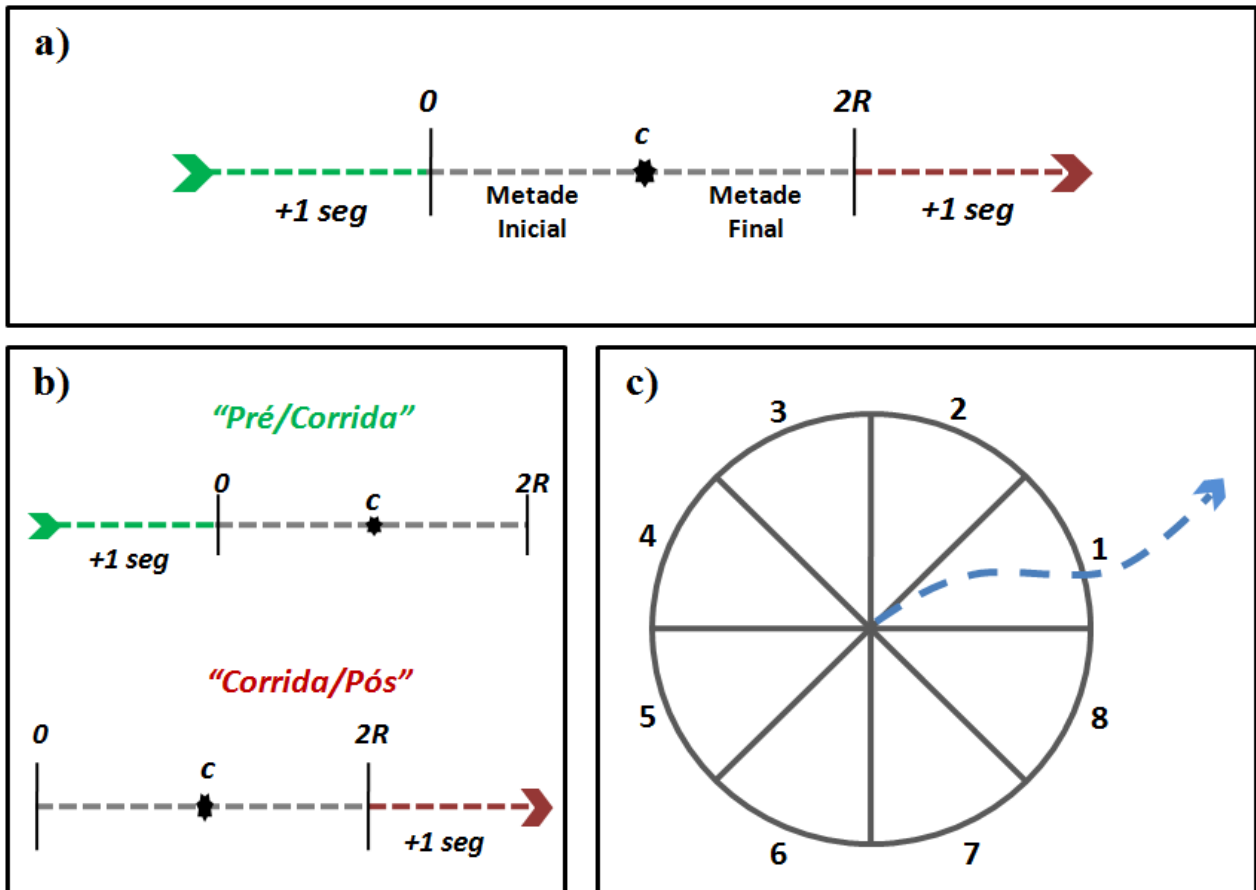 a)
0
2R
c
+1 seg
Metade
Inicial
Metade
Final
+1 seg
b)
“Pré/Corrida”
0
2R
c
+1 seg
“Corrida/Pós”
0
2R
c
+1 seg
c)
3
2
4
1
5
8
6
7